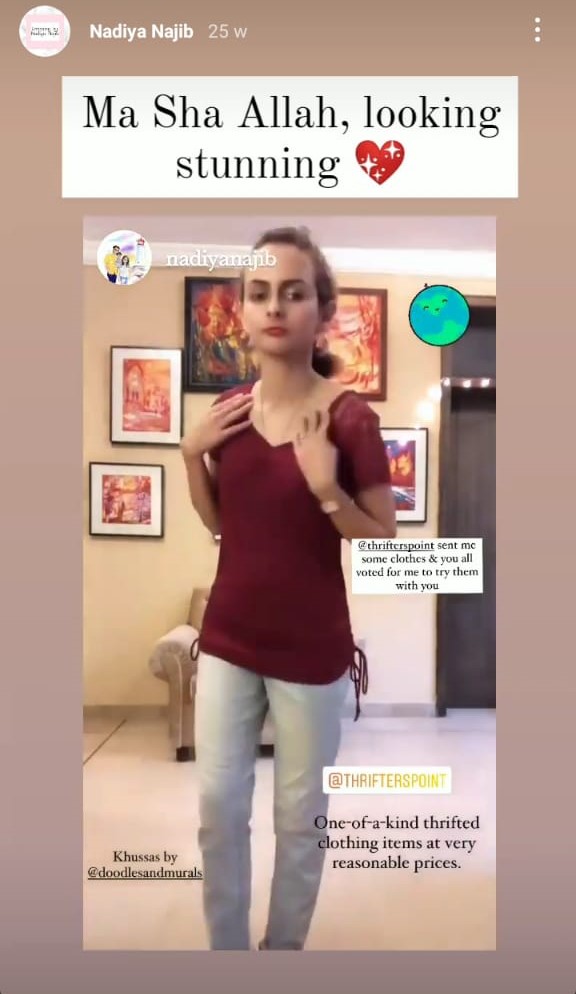 Nadiya Najib 25 w
Ma Sha Allah, looking
stunning 💖
nadiyanajib
@thrifterspoint sent me
some clothes & you all
voted for me to try them
with you
@THRIFTERSPOINT
One-of-a-kind thrifted
clothing items at very
reasonable prices.
Khussas by
@doodlesandmurals